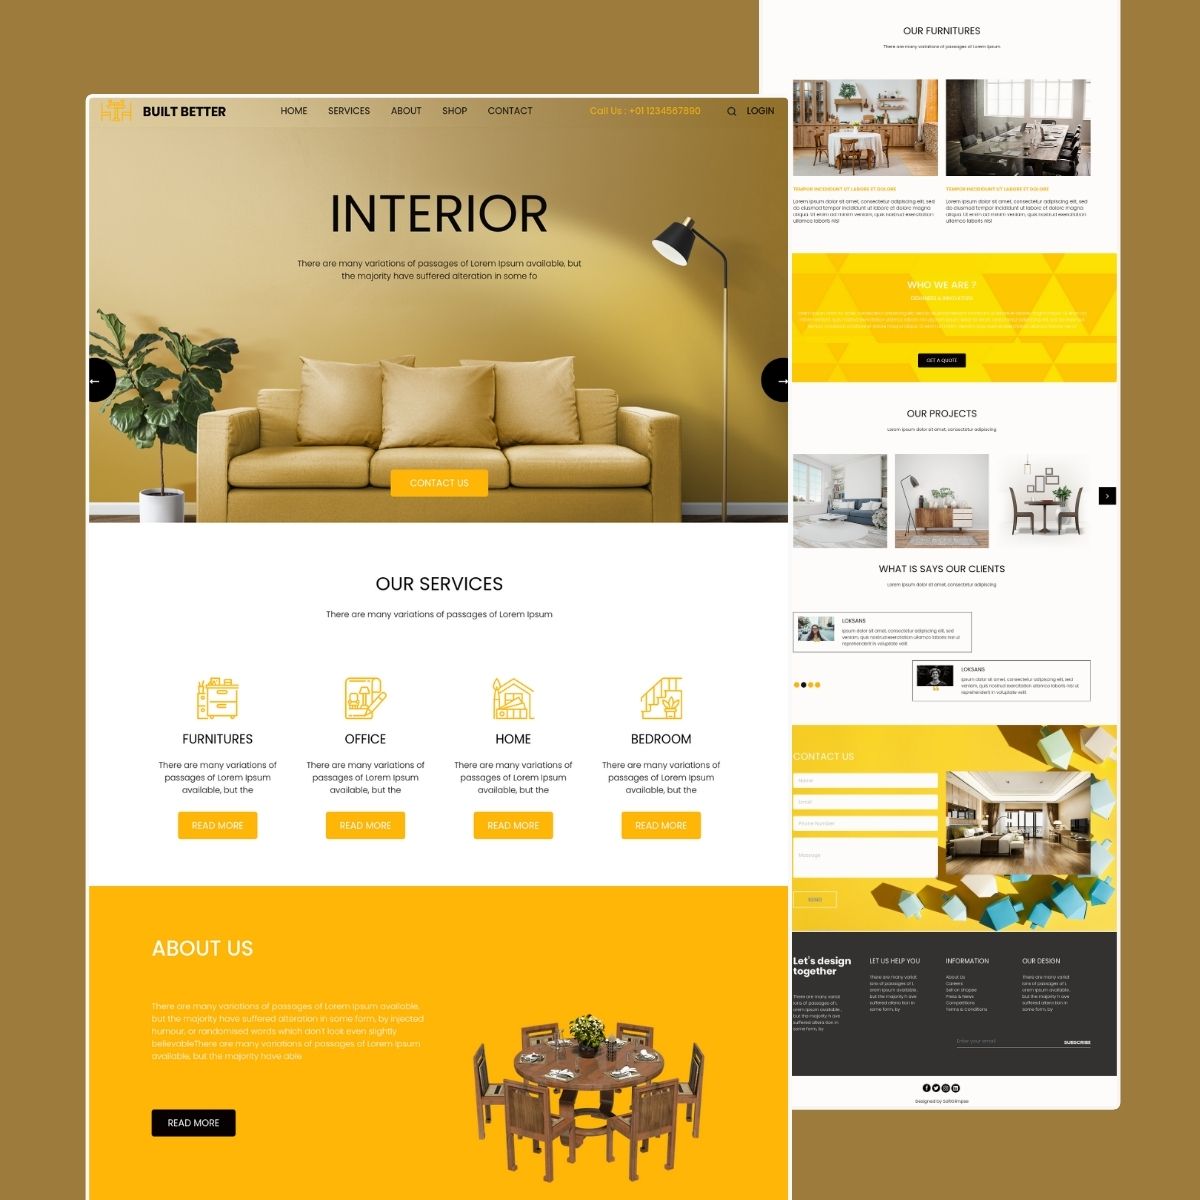 BUILT BETTER
HOME
SERVICES
ABOUT
SHOP
CONTACT
Call Us : +01 1234567890
LOGIN
INTERIOR
There are many variations of passages of Lorem Ipsum available, but
the majority have suffered alteration in some fo
CONTACT US
OUR SERVICES
There are many variations of passages of Lorem Ipsum
FURNITURES
There are many variations of
passages of Lorem Ipsum
available, but the
READ MORE
OFFICE
There are many variations of
passages of Lorem Ipsum
available, but the
READ MORE
HOME
There are many variations of
passages of Lorem Ipsum
available, but the
READ MORE
BEDROOM
There are many variations of
passages of Lorem Ipsum
available, but the
READ MORE
ABOUT US
There are many variations of passages of Lorem Ipsum available,
but the majority have suffered alteration in some form, by injected
humour, or randomised words which don't look even slightly
believableThere are many variations of passages of Lorem Ipsum
available, but the majority have able
READ MORE
OUR FURNITURES
There are many variations of passages of Lorem Ipsum
TEMPOR INCIDIDUNT UT LABORE ET DOLORE
Lorem ipsum dolor sit amet, consectetur adipiscing elit, sed
do eiusmod tempor incididunt ut labore et dolore magna
aliqua. Ut enim ad minim veniam, quis nostrud exercitation
ullamco laboris nisi
TEMPOR INCIDIDUNT UT LABORE ET DOLORE
Lorem ipsum dolor sit amet, consectetur adipiscing elit, sed
do eiusmod tempor incididunt ut labore et dolore magna
aliqua. Ut enim ad minim veniam, quis nostrud exercitation
ullamco laboris nisi
WHO WE ARE ?
DESIGNERS & INNOVATORS
GET A QUOTE
OUR PROJECTS
Lorem ipsum dolor sit amet, consectetur adipiscing
WHAT IS SAYS OUR CLIENTS
Lorem ipsum dolor sit amet, consectetur adipiscing
LOKSANS
ipsum dolor sit amet, consectetur adipiscing elit, sed
veniam, quis nostrud exercitation ullamco laboris nisi ut
reprehenderit in voluptate velit
LOKSANS
ipsum dolor sit amet, consectetur adipiscing elit, sed
veniam, quis nostrud exercitation ullamco laboris nisi ut
reprehenderit in voluptate velit
CONTACT US
Name
Email
Phone Number
Message
SEND
Let's design
together
There are many variat
ions of passages of L
orem Ipsum available,
but the majority h ave
suffered altera tion in
some form, by
LET US HELP YOU
There are many variat
ions of passages of L
orem Ipsum available,
but the majority h ave
suffered altera tion in
some form, by
INFORMATION
About Us
Careers
Sell on shopee
Press & News
Competitions
Terms & Conditions
OUR DESIGN
There are many variat
ions of passages of L
orem Ipsum available,
but the majority h ave
suffered altera tion in
some form, by
Enter your email
SUBSCRIBE